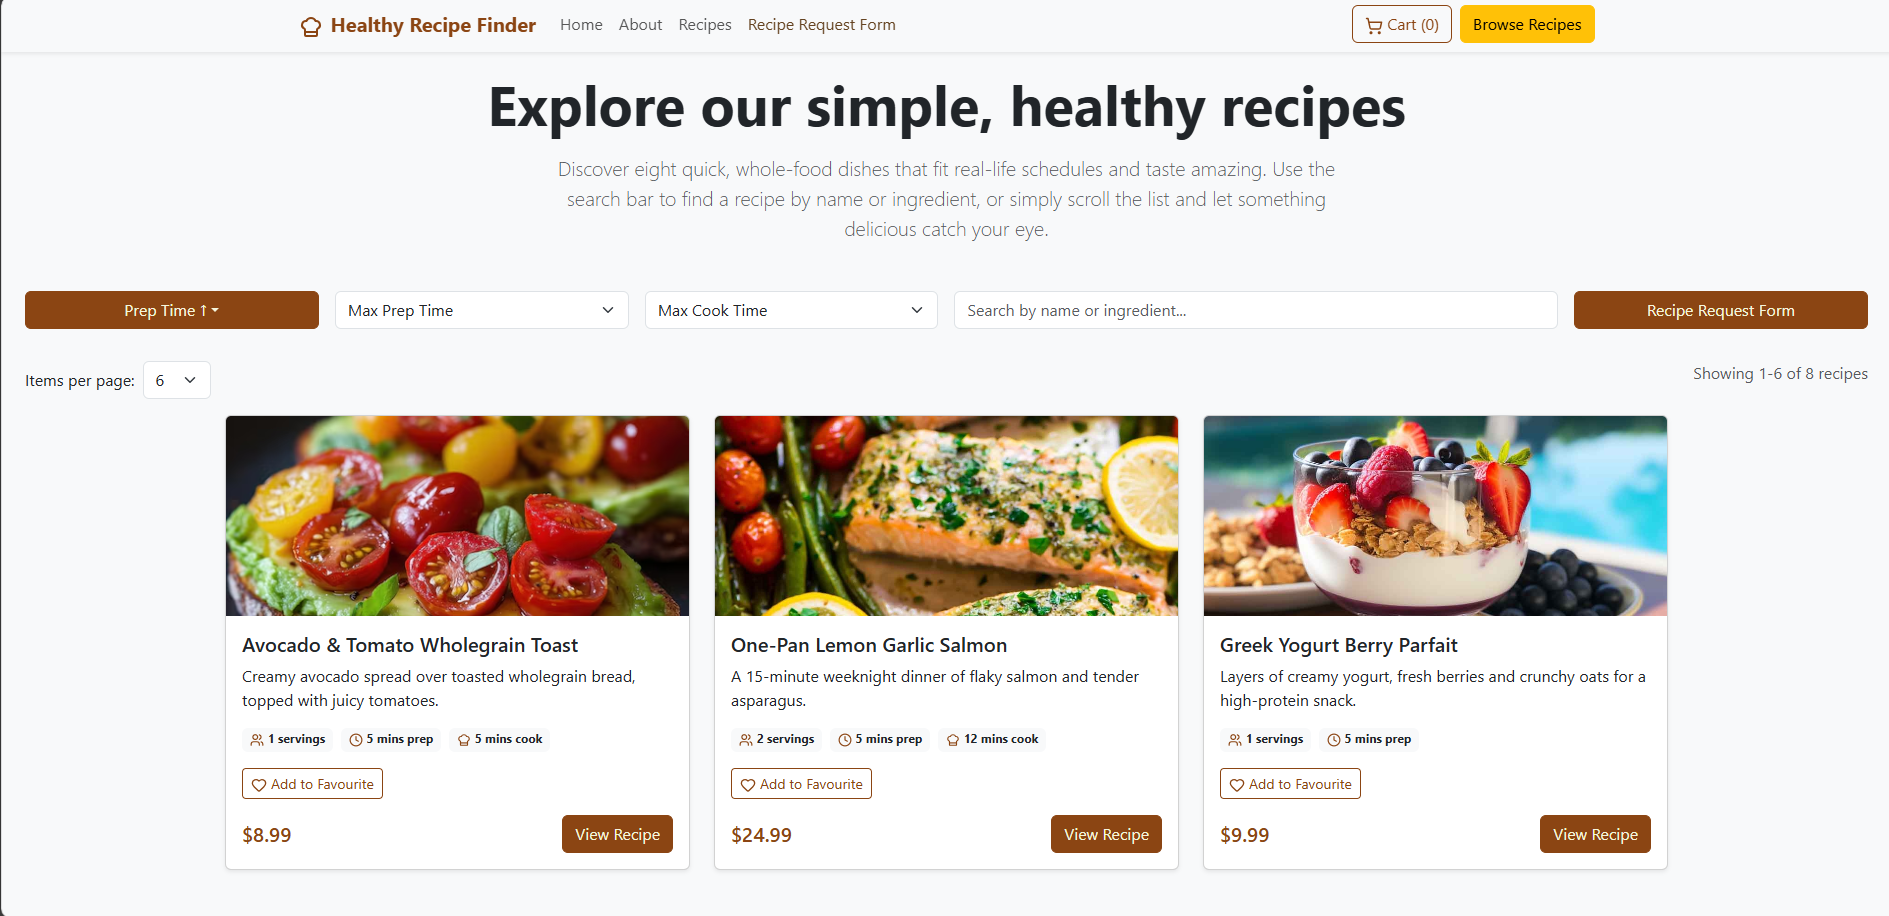 Healthy Recipe Finder Home About Recipes Recipe Request Form Cart (0) Browse Recipes
Explore our simple, healthy recipes
Discover eight quick, whole-food dishes that fit real-life schedules and taste amazing. Use the
search bar to find a recipe by name or ingredient, or simply scroll the list and let something
delicious catch your eye.
Prep Time ↑ Max Prep Time Max Cook Time Search by name or ingredient... Recipe Request Form
Items per page: 6 Showing 1-6 of 8 recipes
Avocado & Tomato Wholegrain Toast
Creamy avocado spread over toasted wholegrain bread,
topped with juicy tomatoes.
1 servings 5 mins prep 5 mins cook
Add to Favourite
$8.99 View Recipe
One-Pan Lemon Garlic Salmon
A 15-minute weeknight dinner of flaky salmon and tender
asparagus.
2 servings 5 mins prep 12 mins cook
Add to Favourite
$24.99 View Recipe
Greek Yogurt Berry Parfait
Layers of creamy yogurt, fresh berries and crunchy oats for a
high-protein snack.
1 servings 5 mins prep
Add to Favourite
$9.99 View Recipe